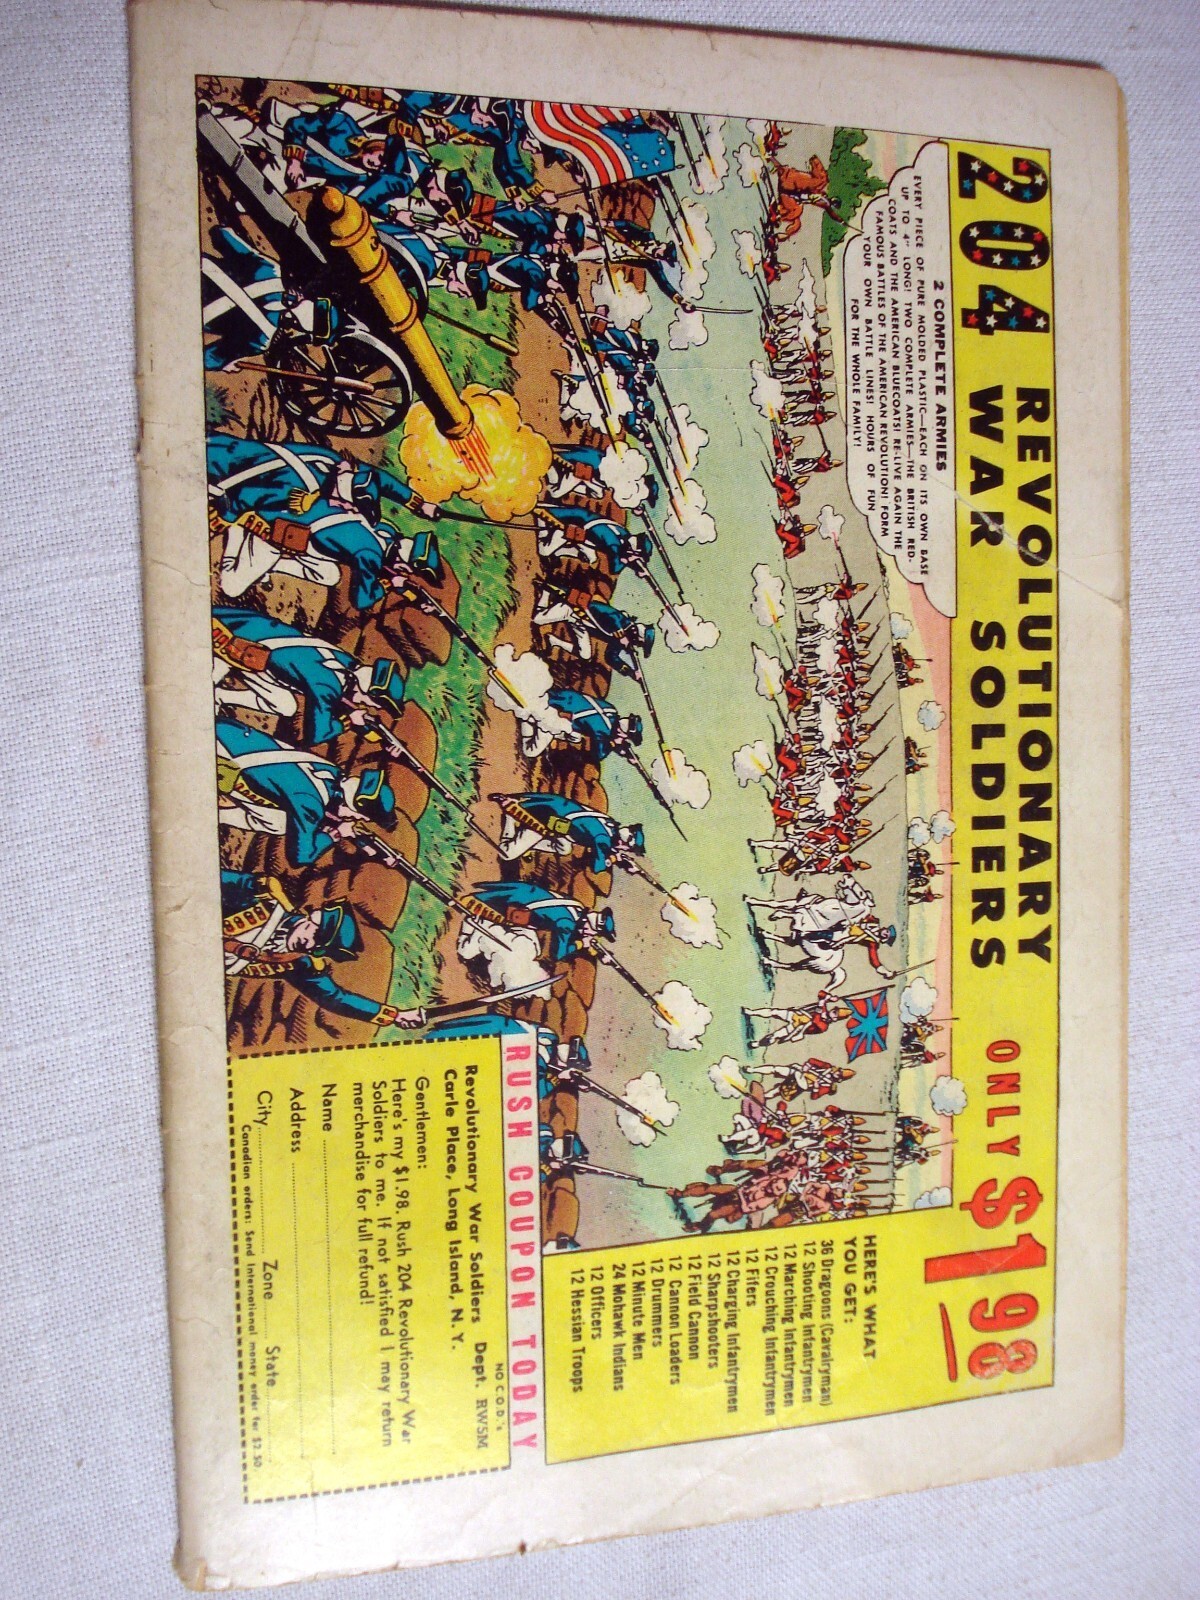 204 REVOLUTIONARY
WAR SOLDIERS
ONLY $1.98
2 COMPLETE ARMIES
EVERY PIECE OF PURE MOLDED PLASTIC—EACH ON ITS OWN BASE
UP TO 4" LONG! TWO COMPLETE ARMIES—THE BRITISH RED-
COATS AND THE AMERICAN BLUECOATS! RE-LIVE AGAIN THE
FAMOUS BATTLES OF THE AMERICAN REVOLUTION! FORM
YOUR OWN BATTLE LINES! HOURS OF FUN
FOR THE WHOLE FAMILY!
HERE'S WHAT
YOU GET:
36 Dragoons (Cavalryman)
12 Shooting Infantrymen
12 Marching Infantrymen
12 Crouching Infantrymen
12 Fifers
12 Charging Infantrymen
12 Sharpshooters
12 Field Cannon
12 Cannon Loaders
12 Drummers
12 Minute Men
24 Mohawk Indians
12 Officers
12 Hessian Troops
RUSH COUPON TODAY
NO C.O.D.'s
Revolutionary War Soldiers Dept. RW5M
Carle Place, Long Island, N. Y.
Gentlemen:
Here's my $1.98. Rush 204 Revolutionary War
Soldiers to me. If not satisfied I may return
merchandise for full refund!
Name
Address
City Zone State
Canadian orders: Send International money order for $2.50.